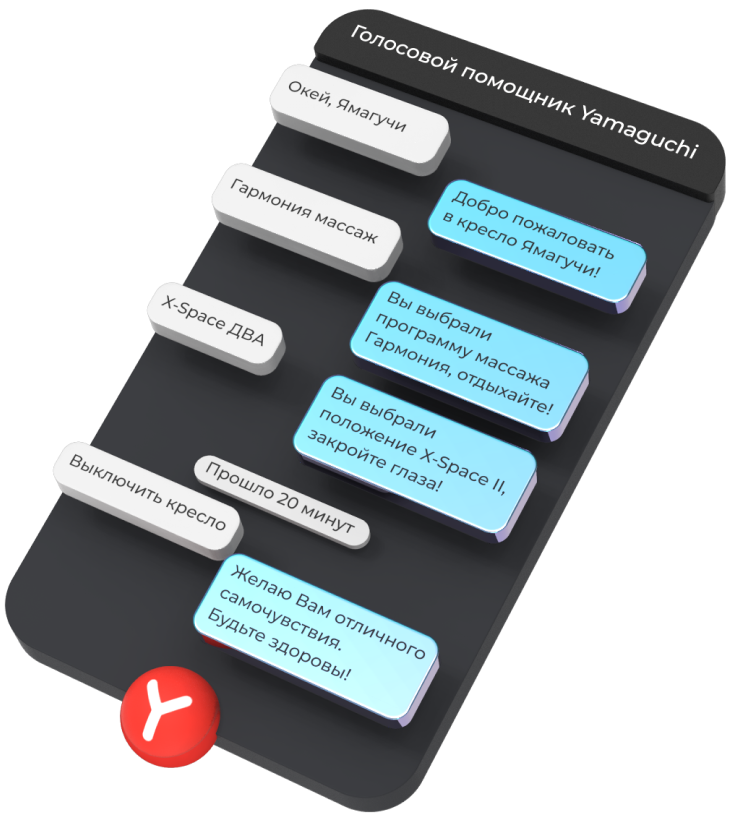 Голосовой помощник Yamaguchi
Окей, Ямагучи
Добро пожаловать
в кресло Ямагучи!
Гармония массаж
Вы выбрали
программу массажа
Гармония, отдыхайте!
X-Space ДВА
Вы выбрали
положение X-Space II,
закройте глаза!
Прошло 20 минут
Выключить кресло
Желаю Вам отличного
самочувствия.
Будьте здоровы!